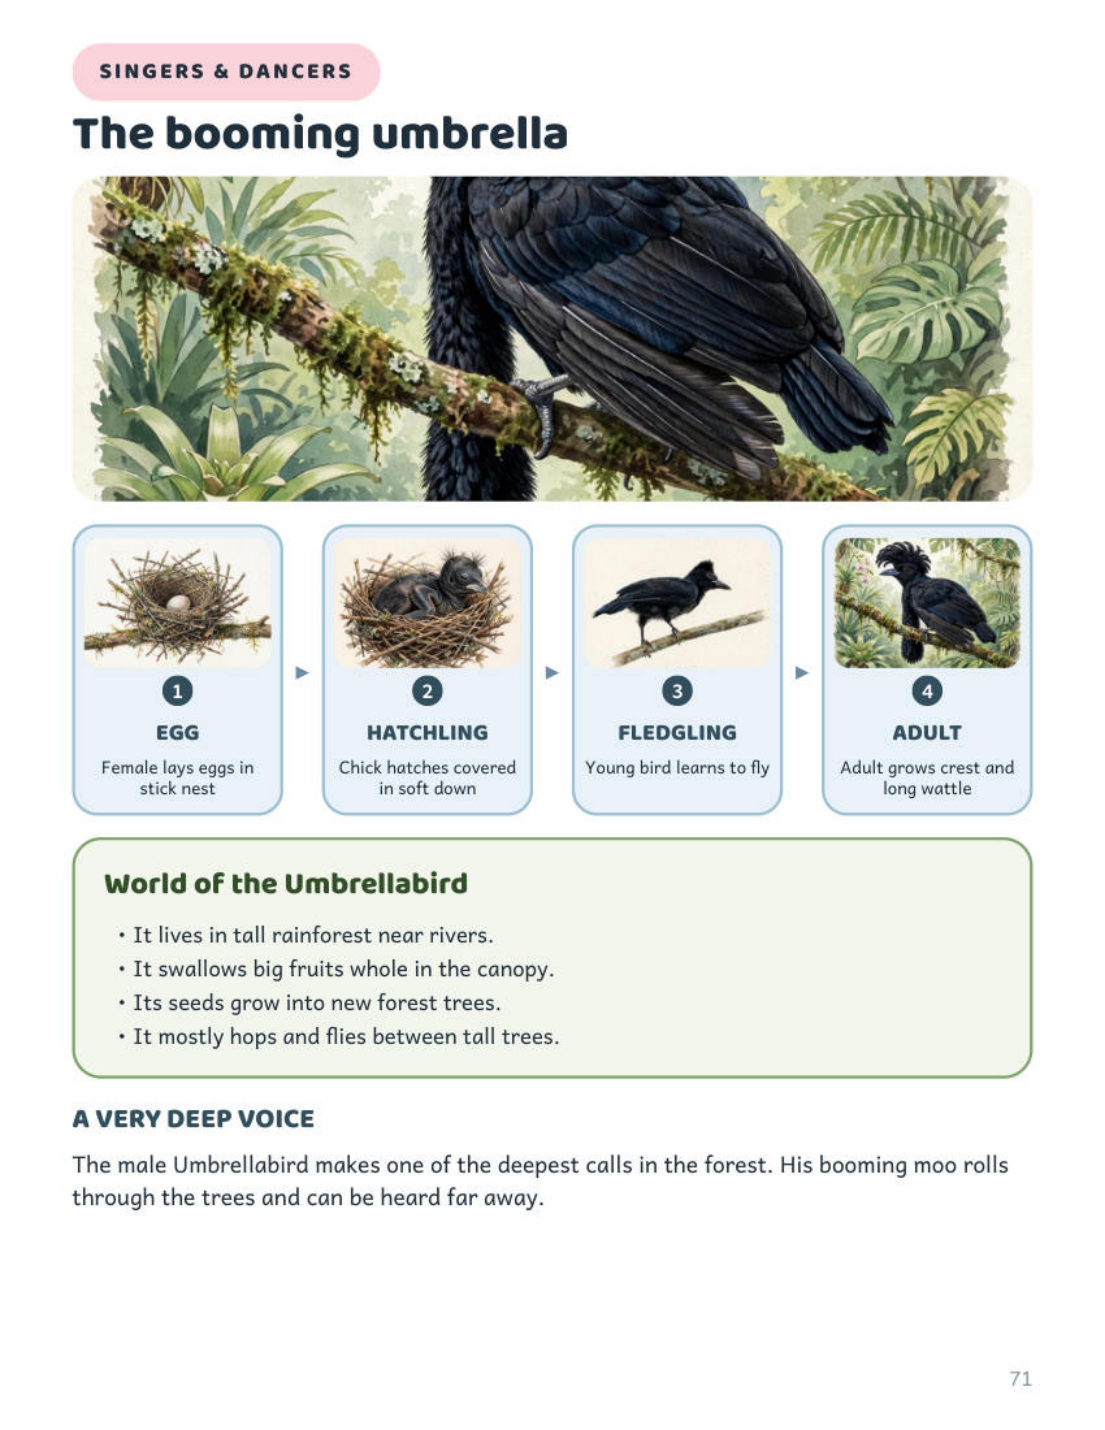 SINGERS & DANCERS
The booming umbrella
1
EGG
Female lays eggs in
stick nest
2
HATCHLING
Chick hatches covered
in soft down
3
FLEDGLING
Young bird learns to fly
4
ADULT
Adult grows crest and
long wattle
World of the Umbrellabird
• It lives in tall rainforest near rivers.
• It swallows big fruits whole in the canopy.
• Its seeds grow into new forest trees.
• It mostly hops and flies between tall trees.
A VERY DEEP VOICE
The male Umbrellabird makes one of the deepest calls in the forest. His booming moo rolls
through the trees and can be heard far away.
71